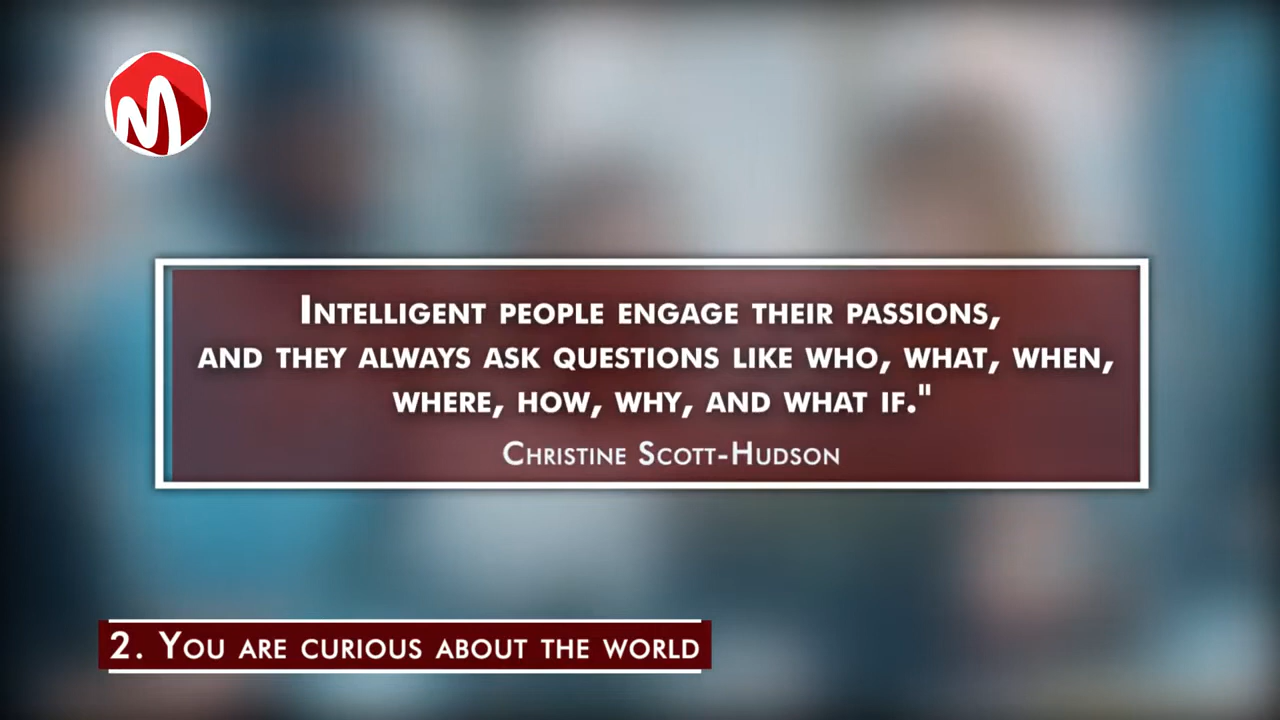 Intelligent people engage their passions,
and they always ask questions like who, what, when,
where, how, why, and what if."
Christine Scott-Hudson
2. You are curious about the world